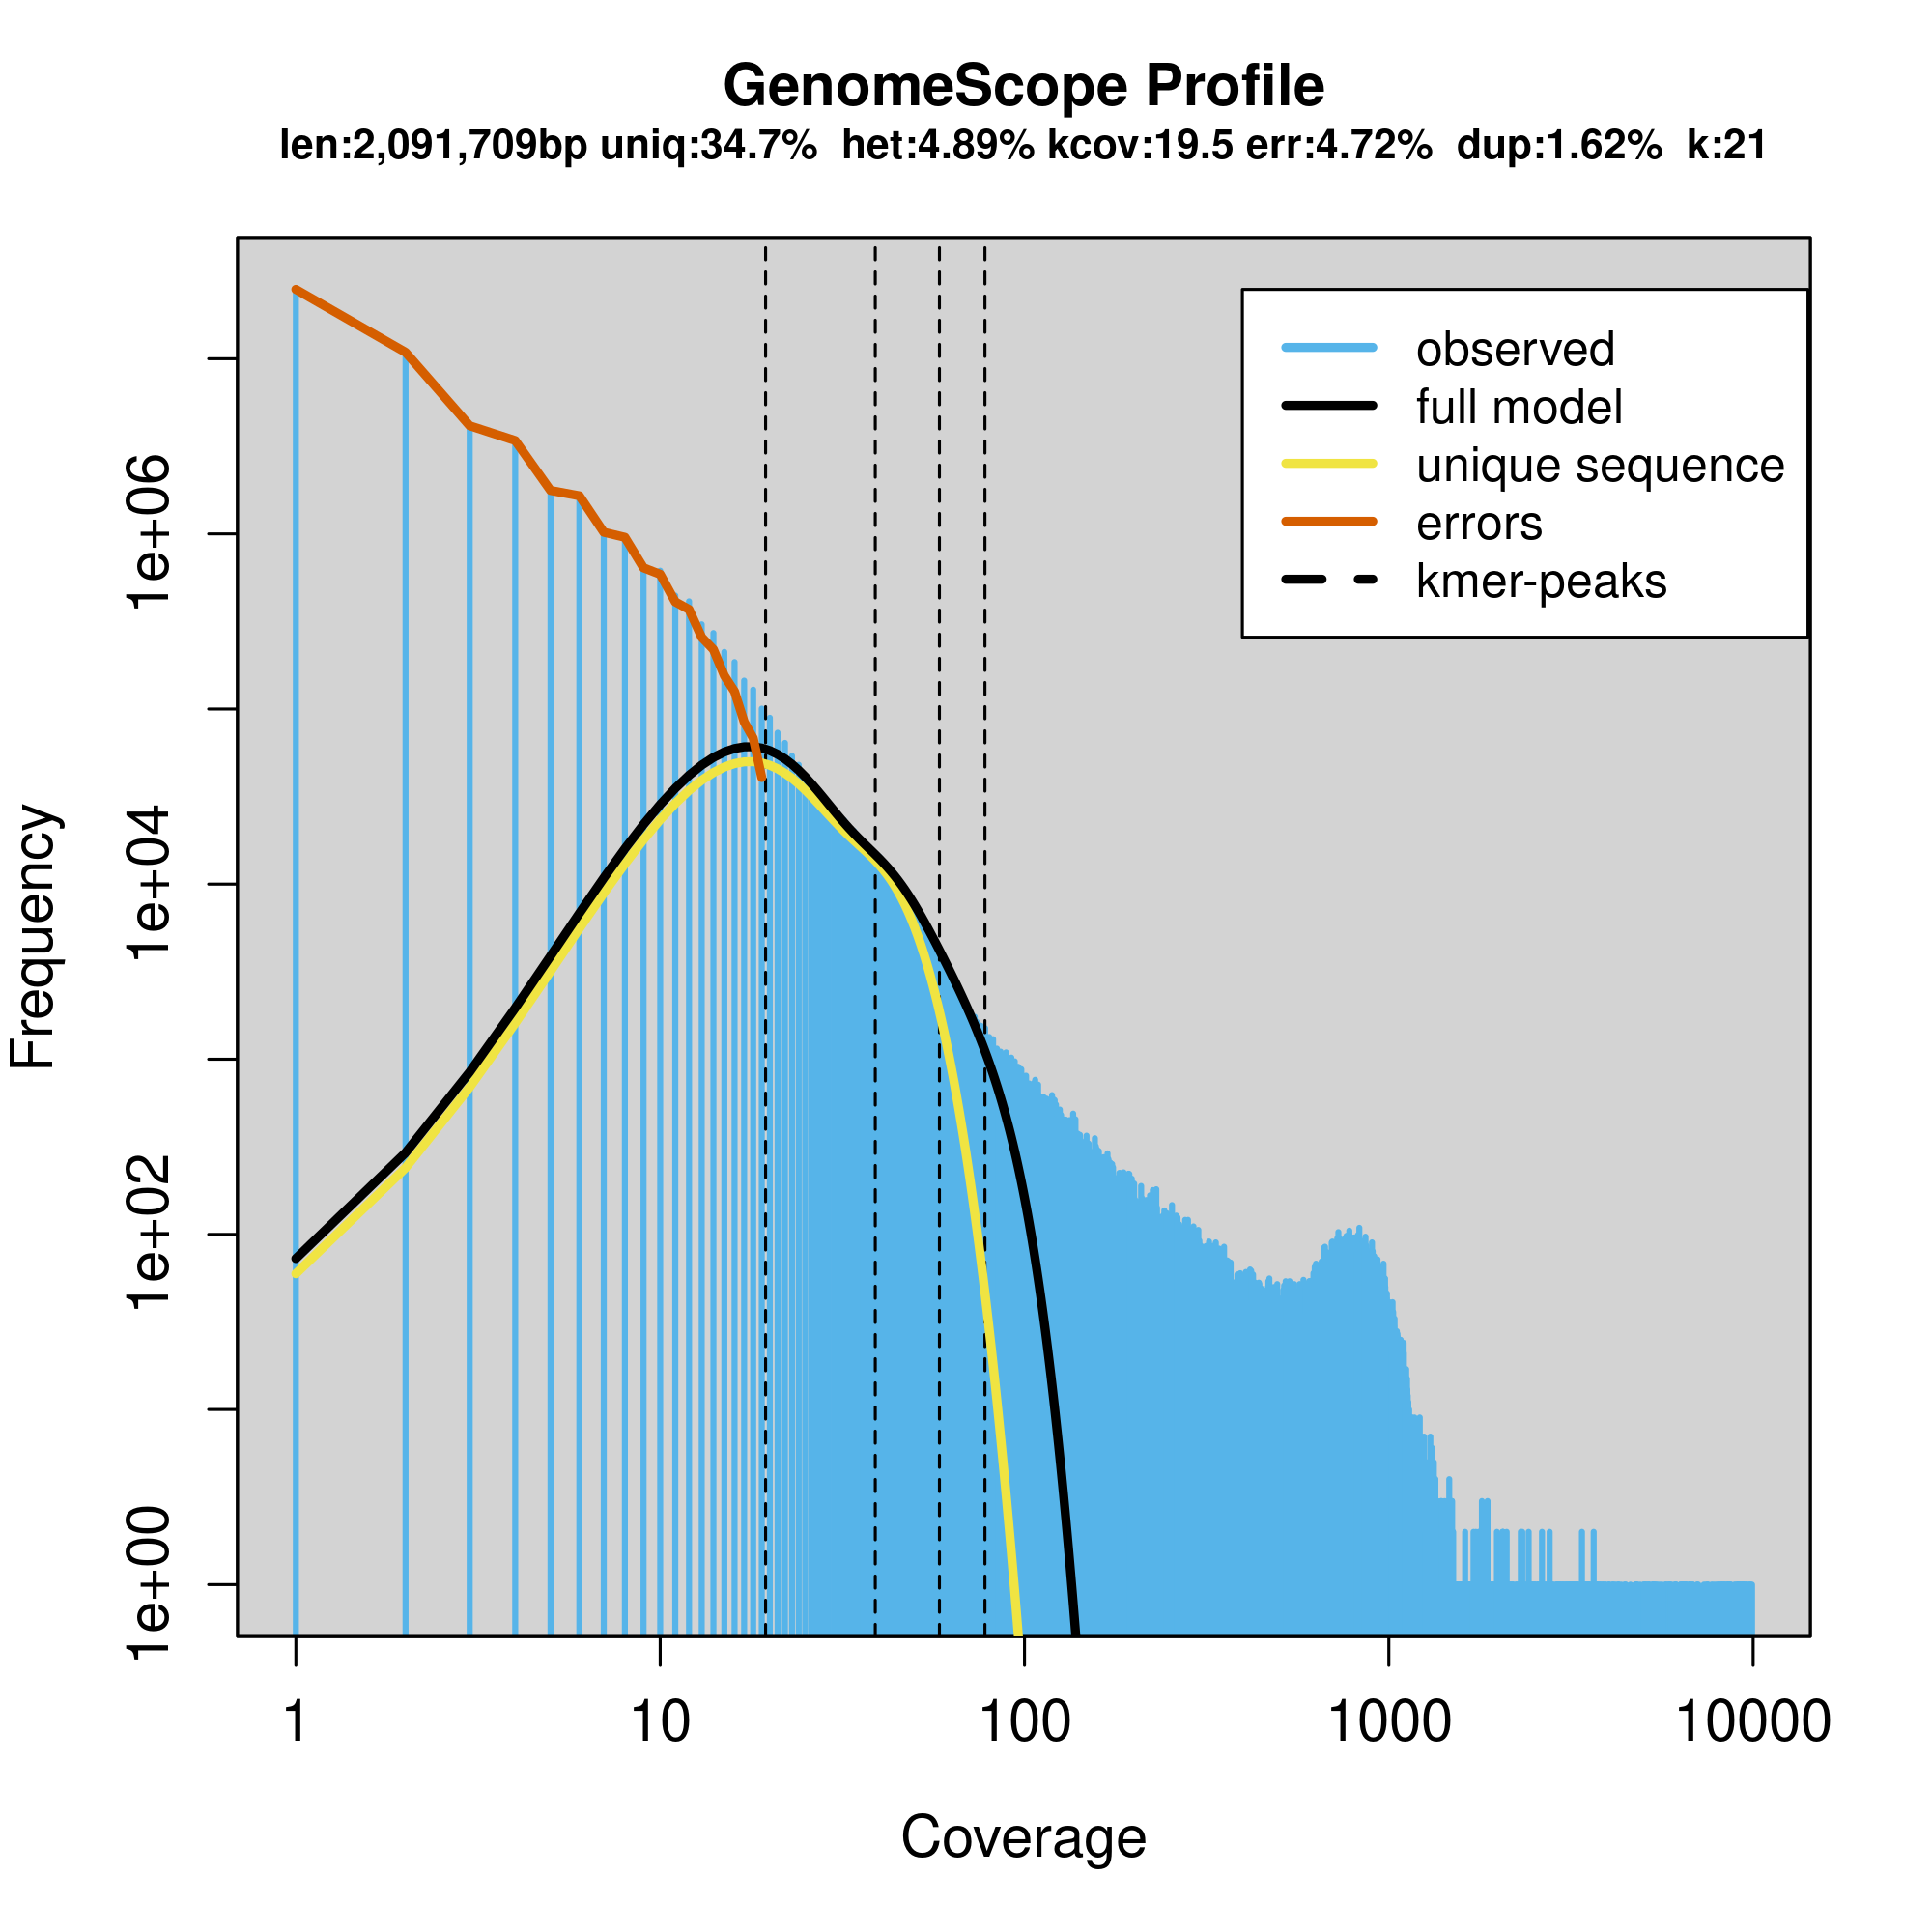 GenomeScope Profile
len:2,091,709bp uniq:34.7% het:4.89% kcov:19.5 err:4.72% dup:1.62% k:21
observed
full model
unique sequence
errors
kmer-peaks
Frequency
1e+06
1e+04
1e+02
1e+00
1
10
100
1000
10000
Coverage